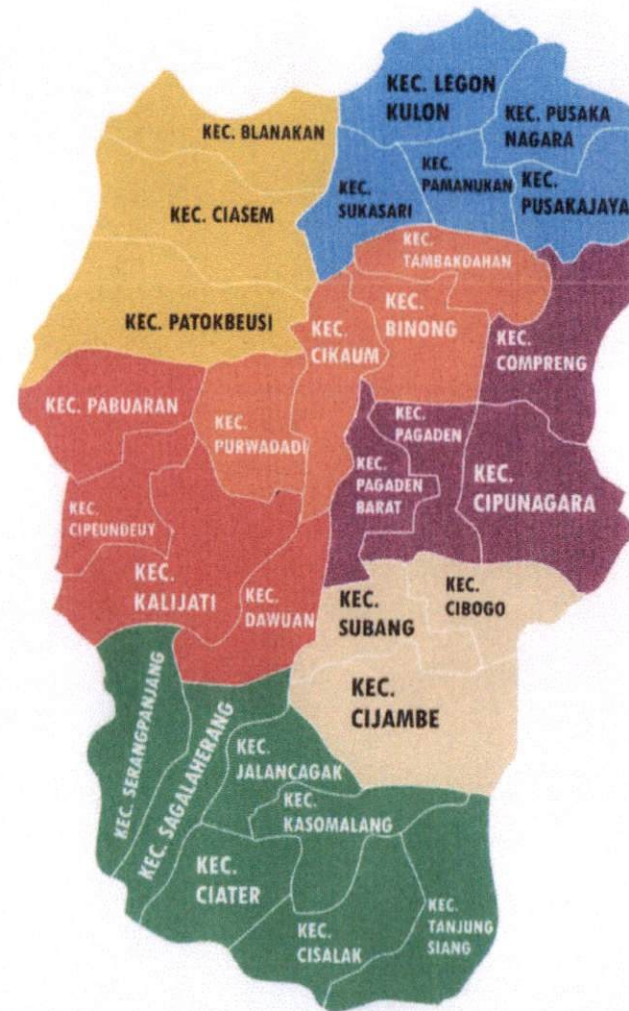 KEC. LEGON
KULON
KEC. BLANAKAN
KEC. PUSAKA
NAGARA
KEC.
PAMANUKAN
KEC.
PUSAKAJAYA
KEC.
SUKASARI
KEC. CIASEM
KEC.
TAMBAKDAHAN
KEC.
BINONG
KEC. PATOKBEUSI
KEC.
CIKAUM
KEC.
COMPRENG
KEC. PABUARAN
KEC.
PURWADADI
KEC.
PAGADEN
KEC.
PAGADEN
BARAT
KEC.
CIPUNAGARA
KEC.
CIPEUNDEUY
KEC.
KALIJATI
KEC.
DAWUAN
KEC.
SUBANG
KEC.
CIBOGO
KEC.
CIJAMBE
KEC. SERANGPANJANG
KEC. SAGALAHERANG
KEC.
JALANCAGAK
KEC.
KASOMALANG
KEC.
CIATER
KEC.
CISALAK
KEC.
TANJUNG
SIANG